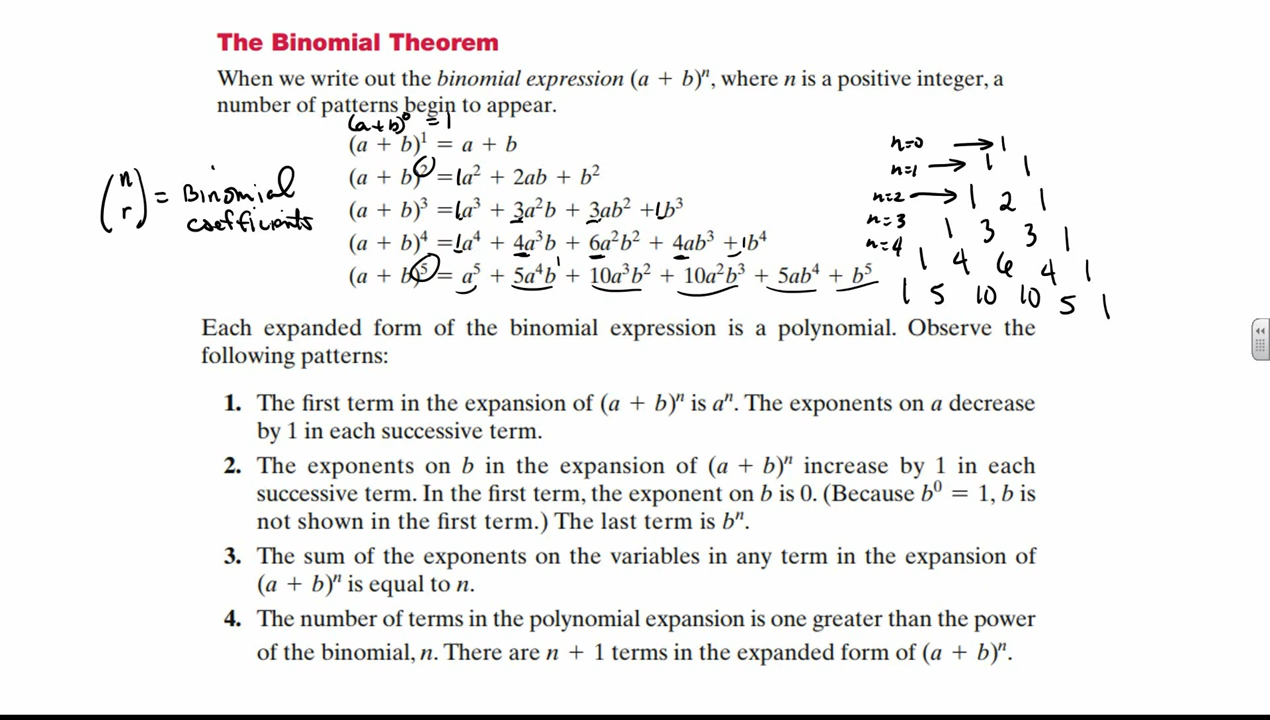 The Binomial Theorem
When we write out the binomial expression (a + b)ⁿ, where n is a positive integer, a
number of patterns begin to appear.
(a+b)⁰ = 1
(a + b)¹ = a + b
(a + b)² = 1a² + 2ab + b²
(a + b)³ = 1a³ + 3a²b + 3ab² + 1b³
(a + b)⁴ = 1a⁴ + 4a³b + 6a²b² + 4ab³ + 1b⁴
(a + b)⁵ = a⁵ + 5a⁴b¹ + 10a³b² + 10a²b³ + 5ab⁴ + b⁵
(n r) = Binomial
coefficients
n=0 → 1
n=1 → 1 1
n=2 → 1 2 1
n=3 1 3 3 1
n=4 1 4 6 4 1
1 5 10 10 5 1
Each expanded form of the binomial expression is a polynomial. Observe the
following patterns:
1. The first term in the expansion of (a + b)ⁿ is aⁿ. The exponents on a decrease
by 1 in each successive term.
2. The exponents on b in the expansion of (a + b)ⁿ increase by 1 in each
successive term. In the first term, the exponent on b is 0. (Because b⁰ = 1, b is
not shown in the first term.) The last term is bⁿ.
3. The sum of the exponents on the variables in any term in the expansion of
(a + b)ⁿ is equal to n.
4. The number of terms in the polynomial expansion is one greater than the power
of the binomial, n. There are n + 1 terms in the expanded form of (a + b)ⁿ.